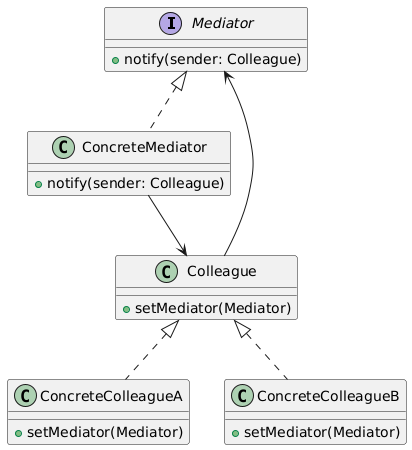 I Mediator
+ notify(sender: Colleague)
C ConcreteMediator
+ notify(sender: Colleague)
C Colleague
+ setMediator(Mediator)
C ConcreteColleagueA
+ setMediator(Mediator)
C ConcreteColleagueB
+ setMediator(Mediator)